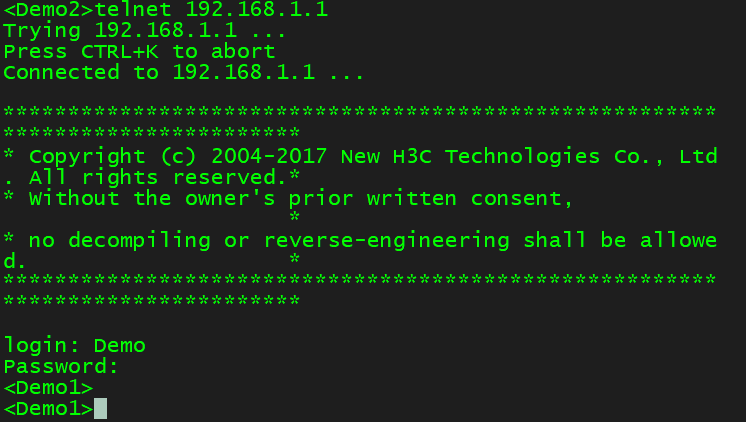 <Demo2>telnet 192.168.1.1
Trying 192.168.1.1 ...
Press CTRL+K to abort
Connected to 192.168.1.1 ...
*******************************************************
***********************
* Copyright (c) 2004-2017 New H3C Technologies Co., Ltd
. All rights reserved.*
* Without the owner's prior written consent,
*
* no decompiling or reverse-engineering shall be allowe
d.                    *
*******************************************************
***********************
login: Demo
Password:
<Demo1>
<Demo1>